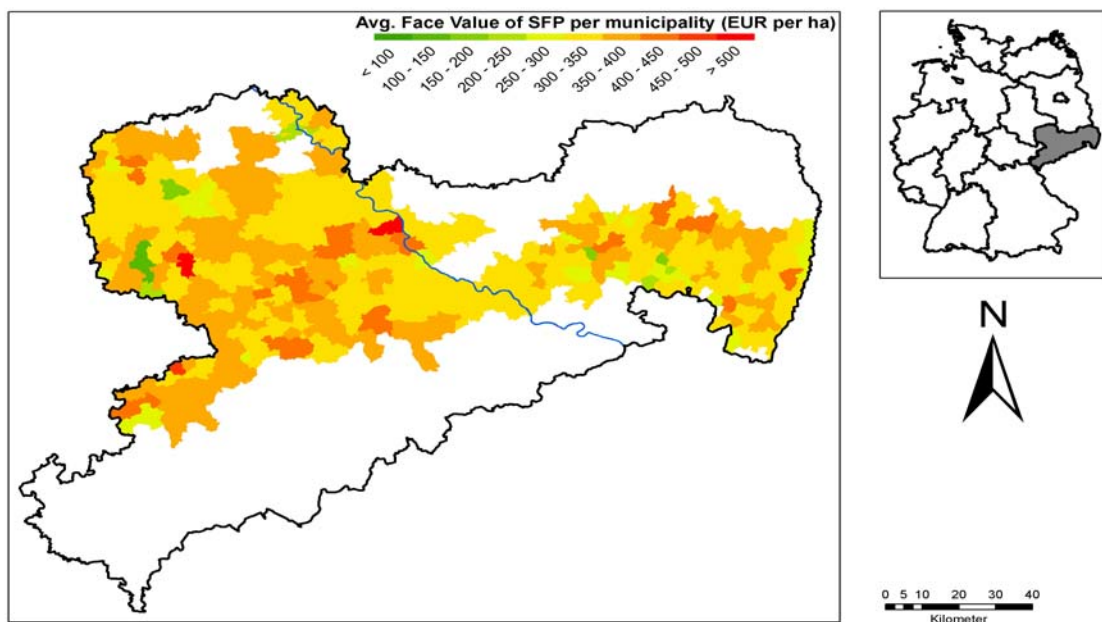 Avg. Face Value of SFP per municipality (EUR per ha)
< 100
100 - 150
150 - 200
200 - 250
250 - 300
300 - 350
350 - 400
400 - 450
450 - 500
> 500
N
0 5 10 20 30 40
Kilometer